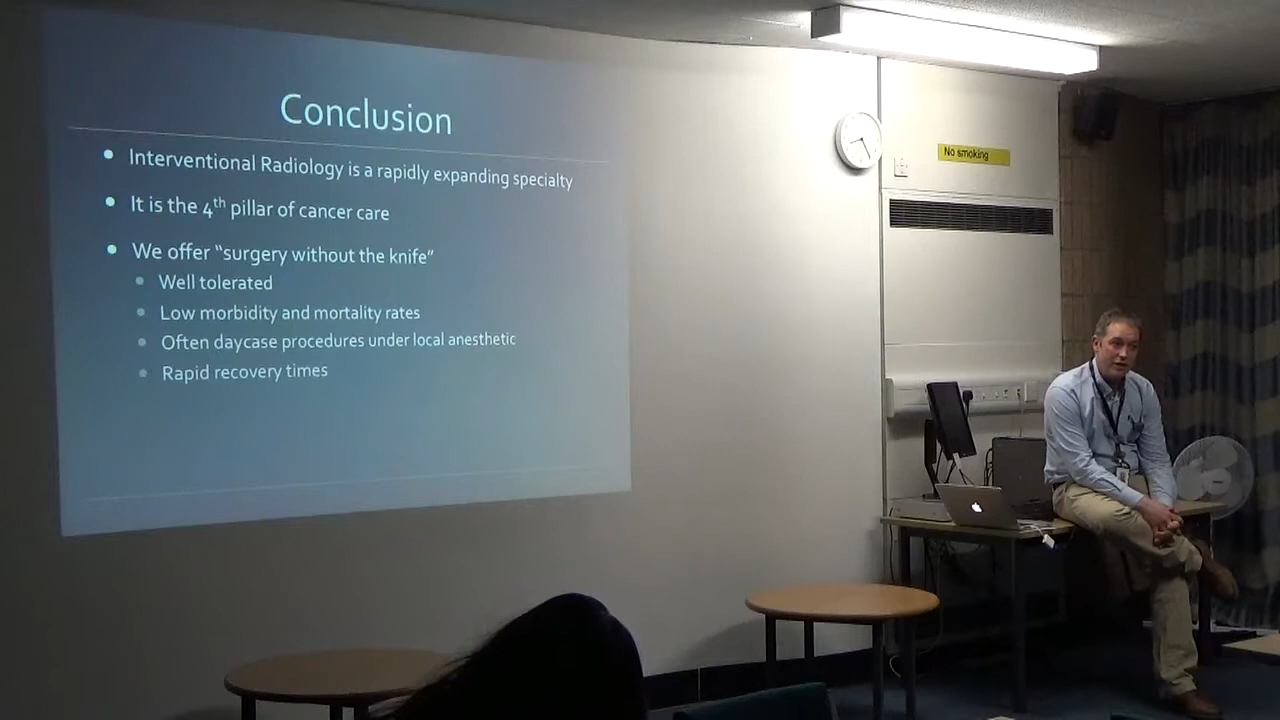 Conclusion
Interventional Radiology is a rapidly expanding specialty
It is the 4th pillar of cancer care
We offer “surgery without the knife”
Well tolerated
Low morbidity and mortality rates
Often daycase procedures under local anesthetic
Rapid recovery times
No smoking